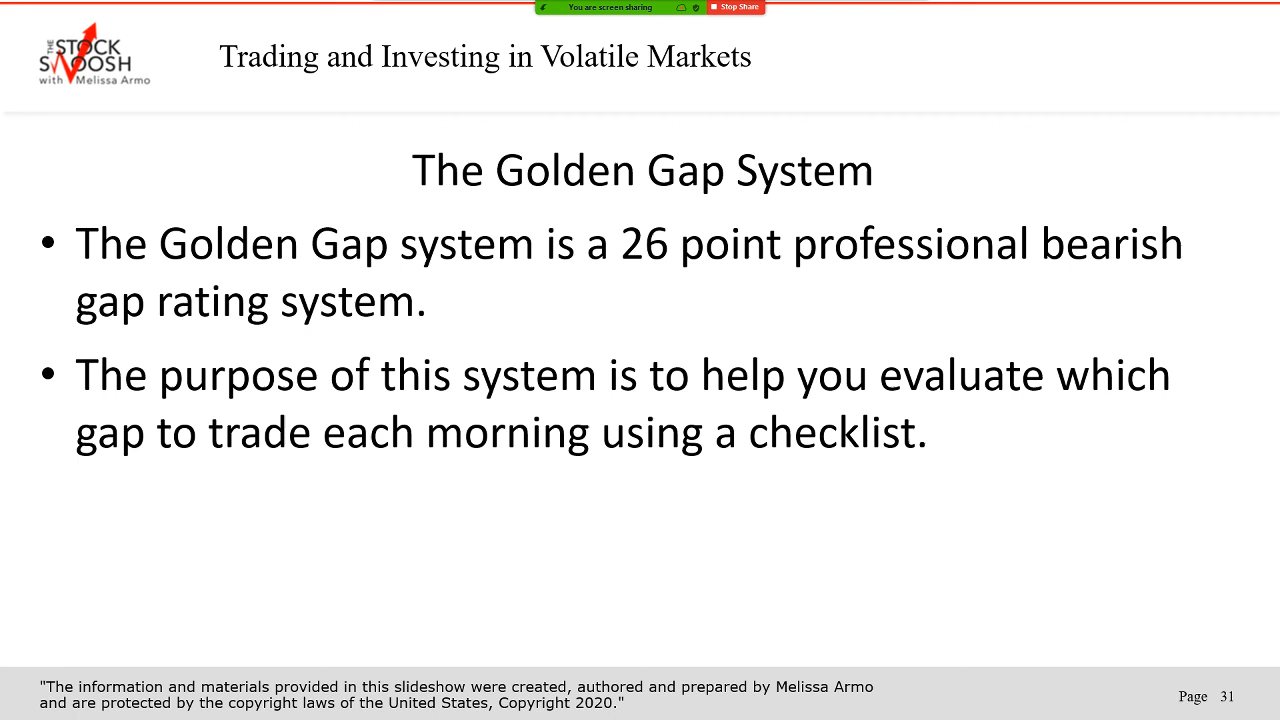 You are screen sharing
Stop Share
THE
STOCK
SWOOSH
with Melissa Armo
Trading and Investing in Volatile Markets
The Golden Gap System
• The Golden Gap system is a 26 point professional bearish
gap rating system.
• The purpose of this system is to help you evaluate which
gap to trade each morning using a checklist.
"The information and materials provided in this slideshow were created, authored and prepared by Melissa Armo
and are protected by the copyright laws of the United States, Copyright 2020."
Page 31